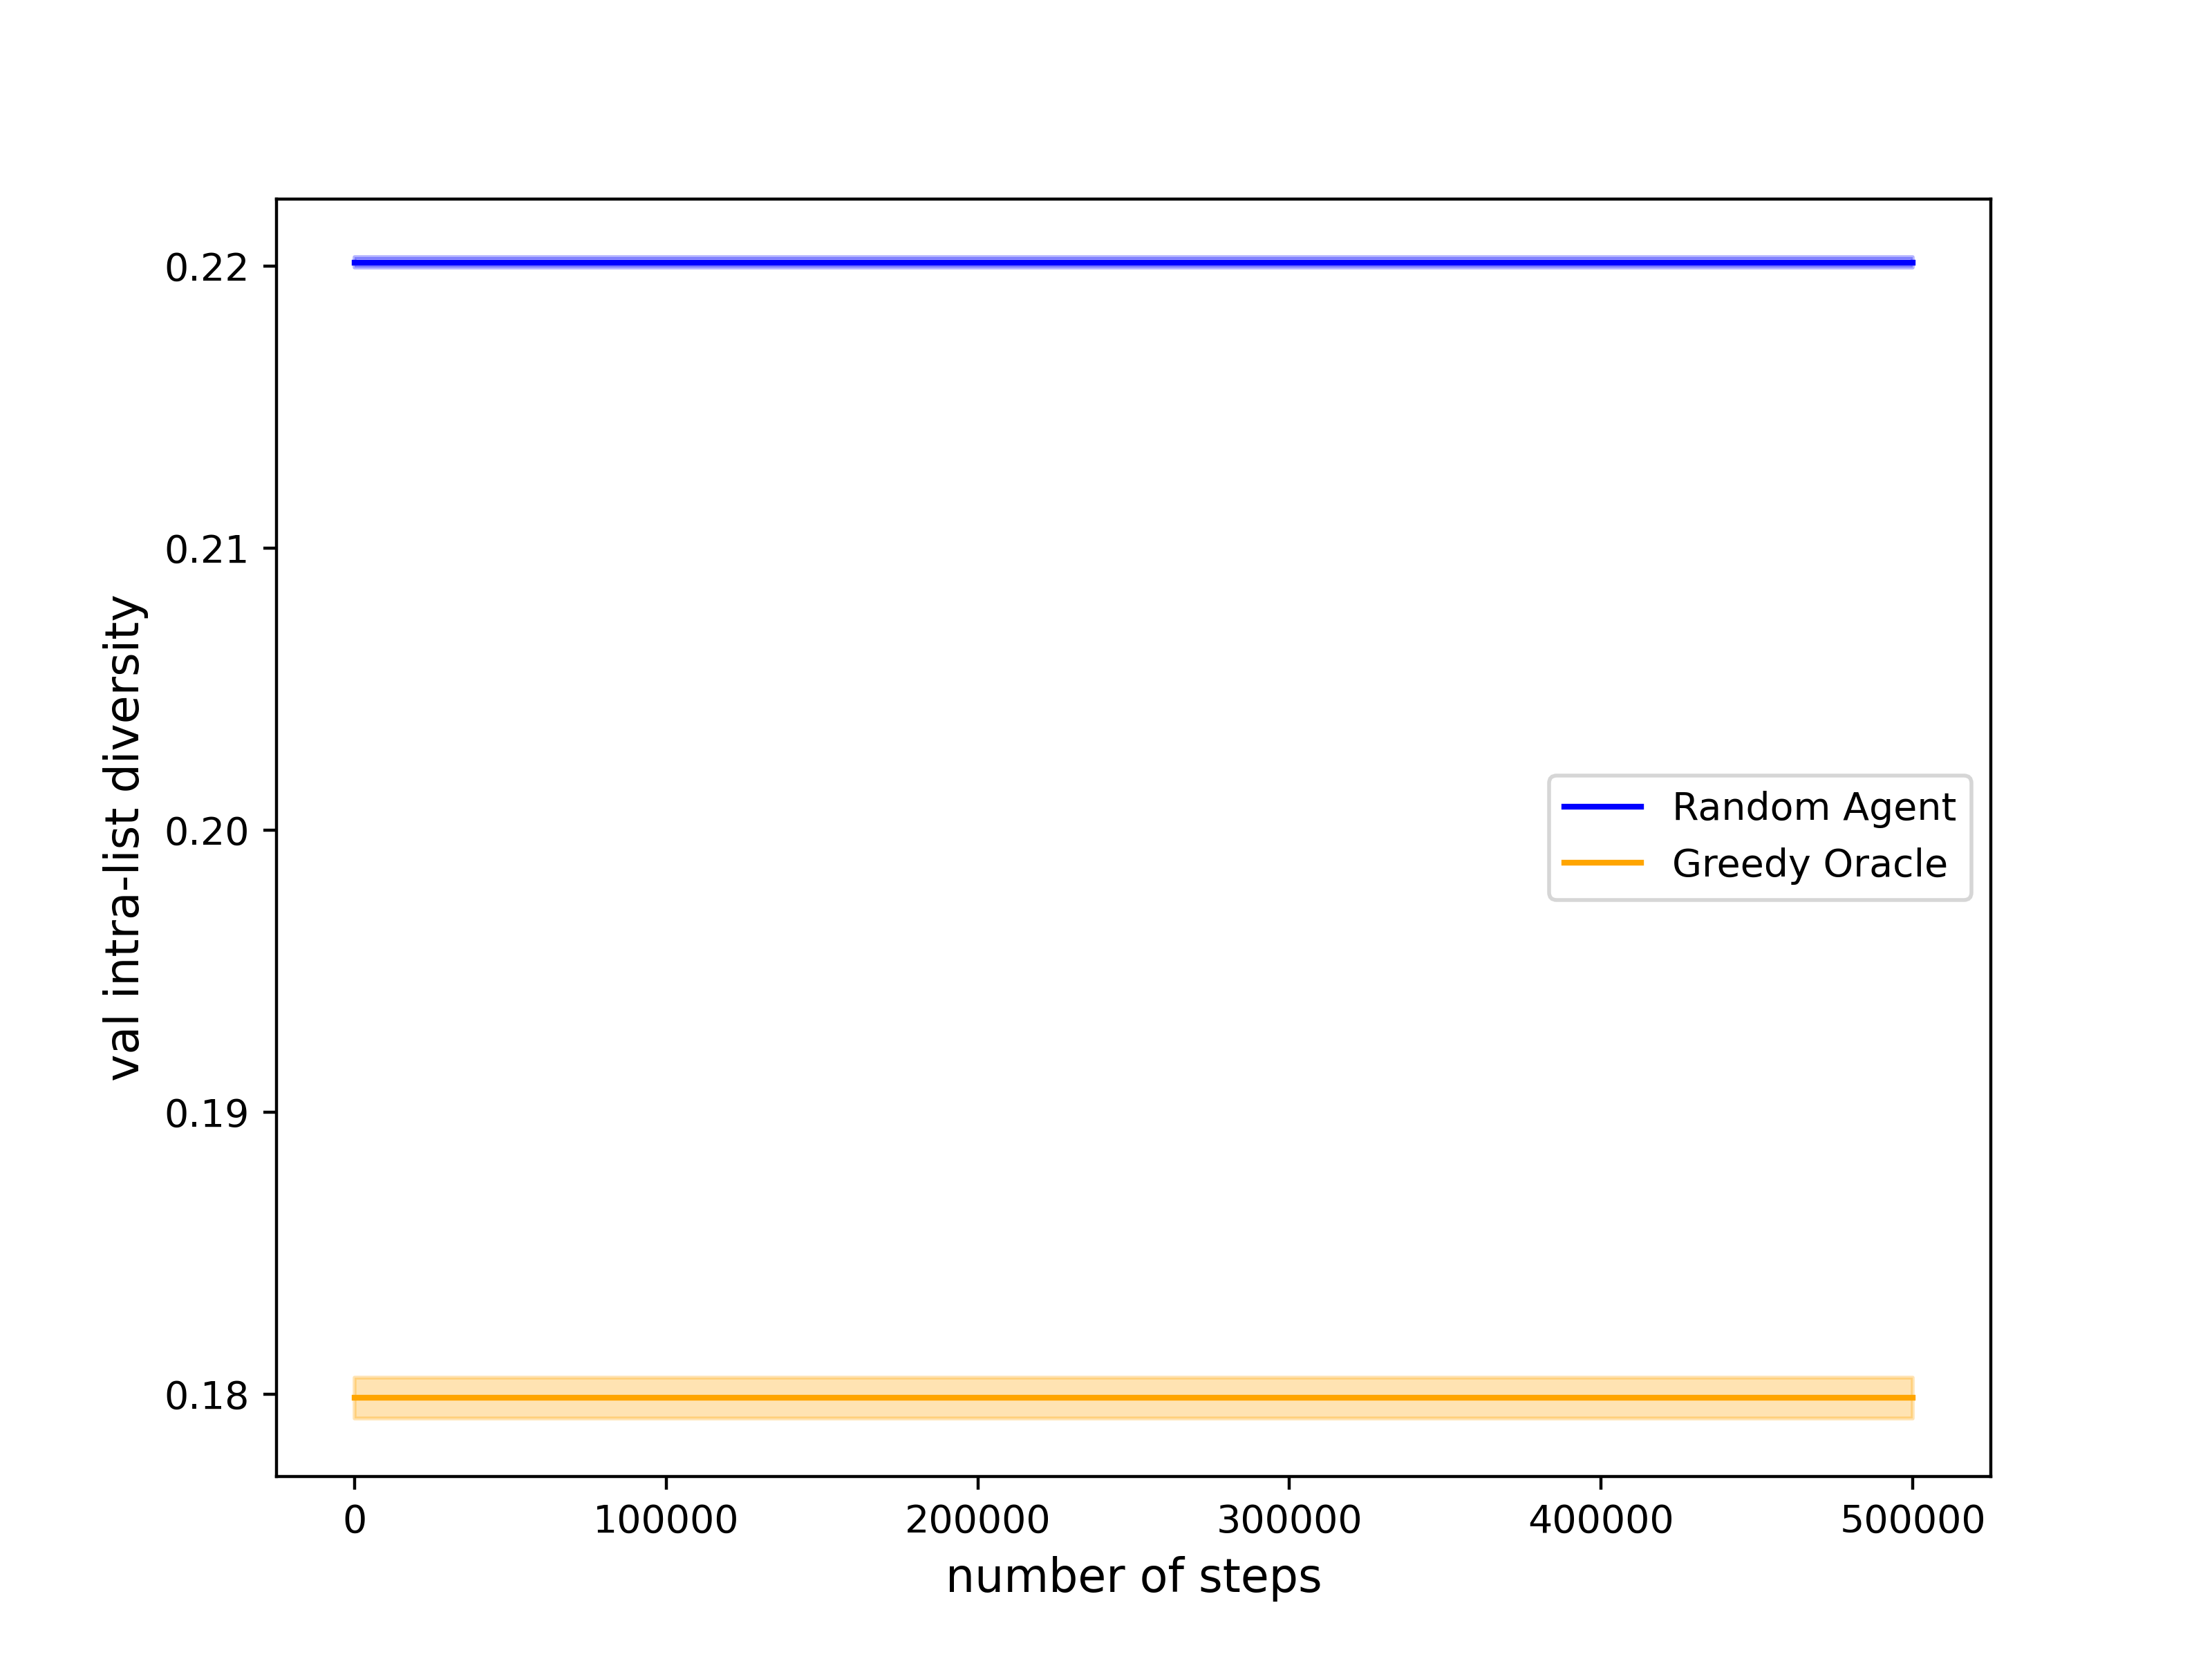 0.22
0.21
0.20
0.19
0.18
val intra-list diversity
Random Agent
Greedy Oracle
0 100000 200000 300000 400000 500000
number of steps